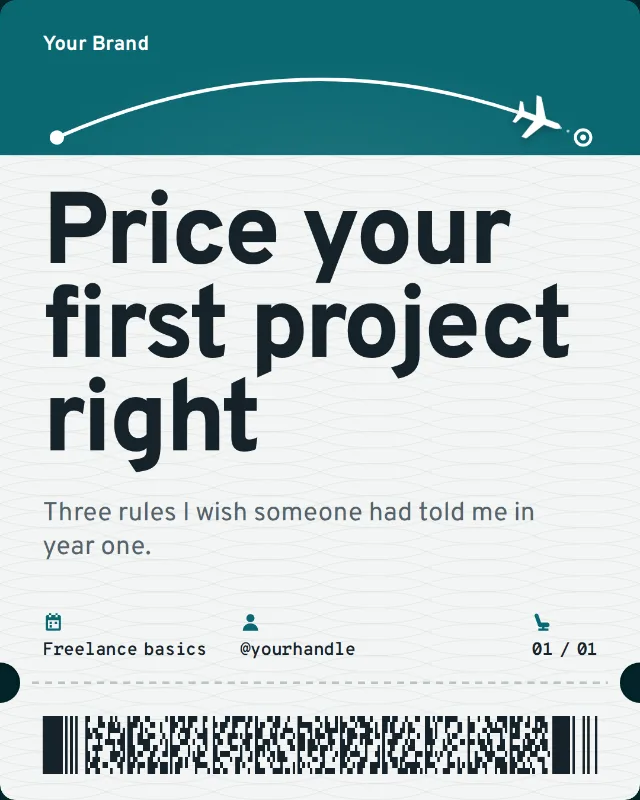 Your Brand
Price your
first project
right
Three rules I wish someone had told me in
year one.
Freelance basics
@yourhandle
01 / 01